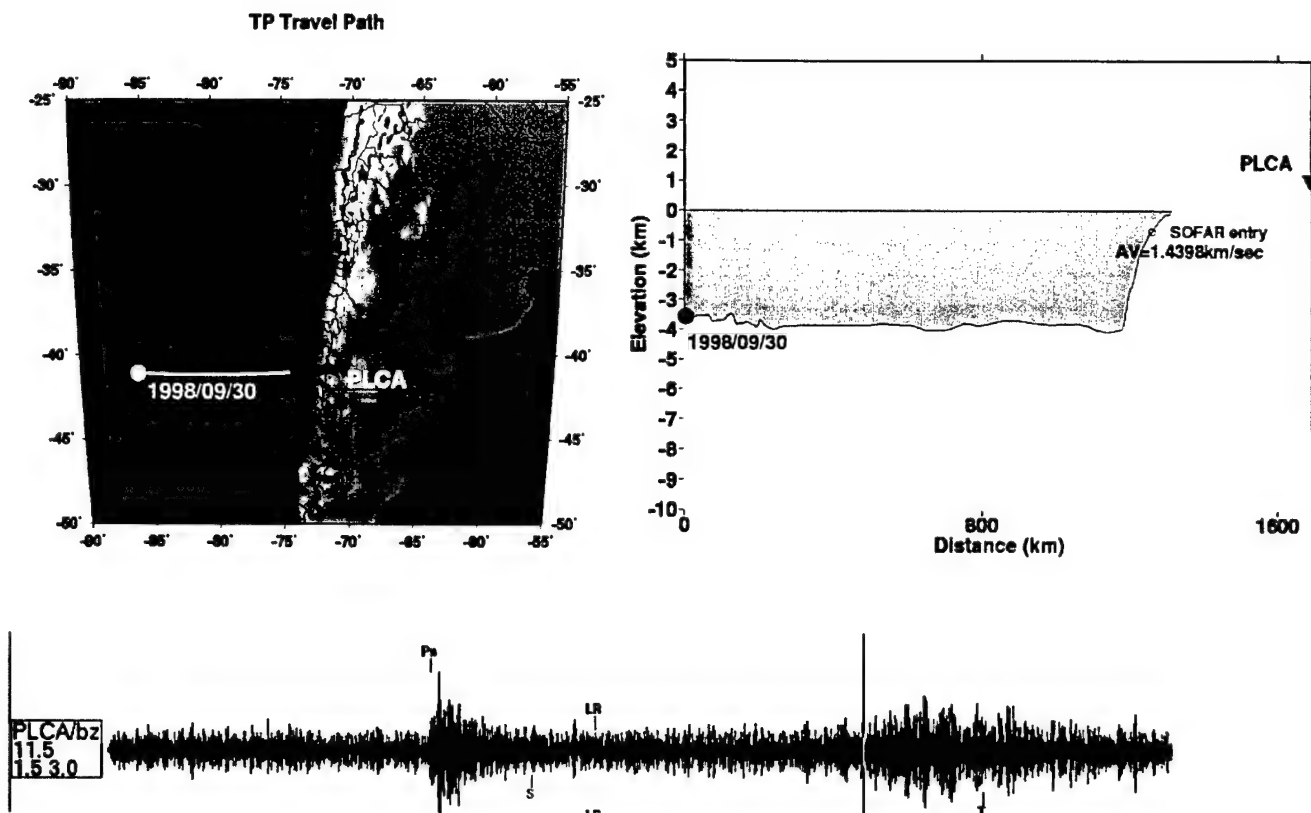 TP Travel Path
-90° -85° -80° -75° -70° -65° -60° -55°
-25° -25°
-30° -30°
-35° -35°
-40° -40°
-45° -45°
-50° -50°
-90° -85° -80° -75° -70° -65° -60° -55°
PLCA
1998/09/30
5
4
3
2
1
0
-1
-2
-3
-4
-5
-6
-7
-8
-9
-10
Elevation (km)
PLCA
SOFAR entry
AV=1.4398km/sec
1998/09/30
0 800 1600
Distance (km)
Pn
LR
PLCA/bz
11.5
1.5 3.0
S
LR
T